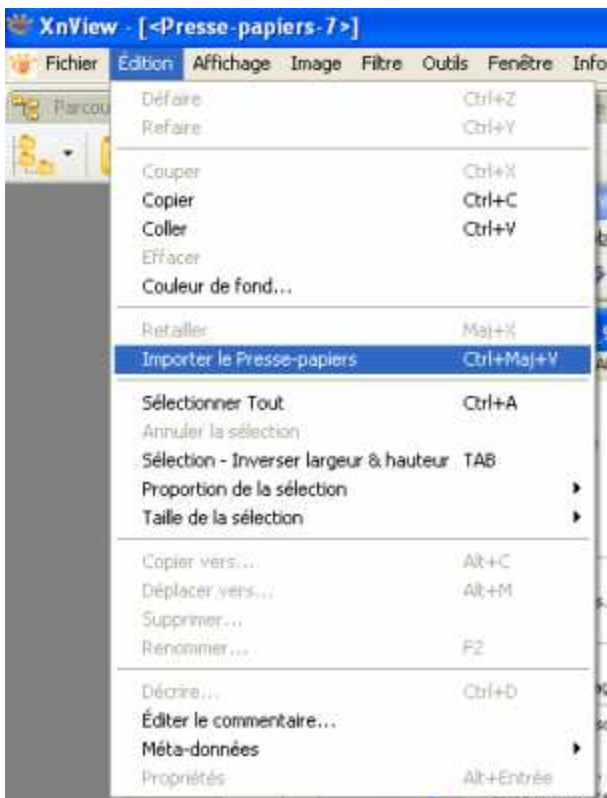 XnView - [<Presse-papiers-7>]
Fichier Édition Affichage Image Filtre Outils Fenêtre Info
Parcou
Défaire Ctrl+Z
Refaire Ctrl+Y
Couper Ctrl+X
Copier Ctrl+C
Coller Ctrl+V
Effacer
Couleur de fond...
Retailler Maj+X
Importer le Presse-papiers Ctrl+Maj+V
Sélectionner Tout Ctrl+A
Annuler la sélection
Sélection - Inverser largeur & hauteur TAB
Proportion de la sélection
Taille de la sélection
Copier vers... Alt+C
Déplacer vers... Alt+M
Supprimer...
Renommer... F2
Décrire... Ctrl+D
Éditer le commentaire...
Méta-données
Propriétés Alt+Entrée